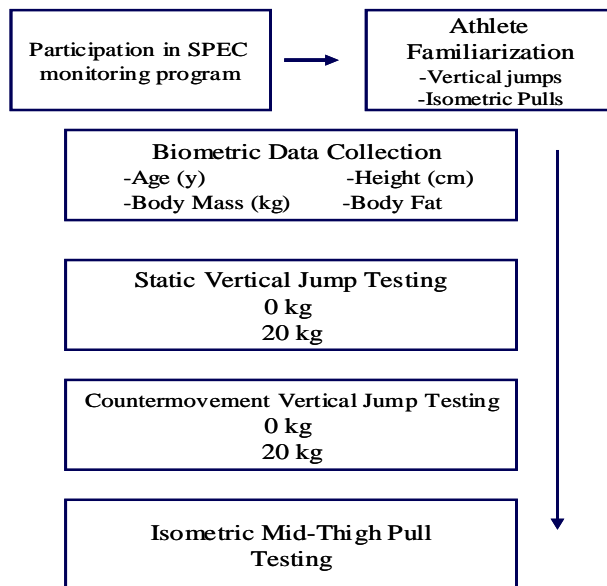 Participation in SPEC
monitoring program
Athlete
Familiarization
-Vertical jumps
-Isometric Pulls
Biometric Data Collection
-Age (y) -Height (cm)
-Body Mass (kg) -Body Fat
Static Vertical Jump Testing
0 kg
20 kg
Countermovement Vertical Jump Testing
0 kg
20 kg
Isometric Mid-Thigh Pull
Testing